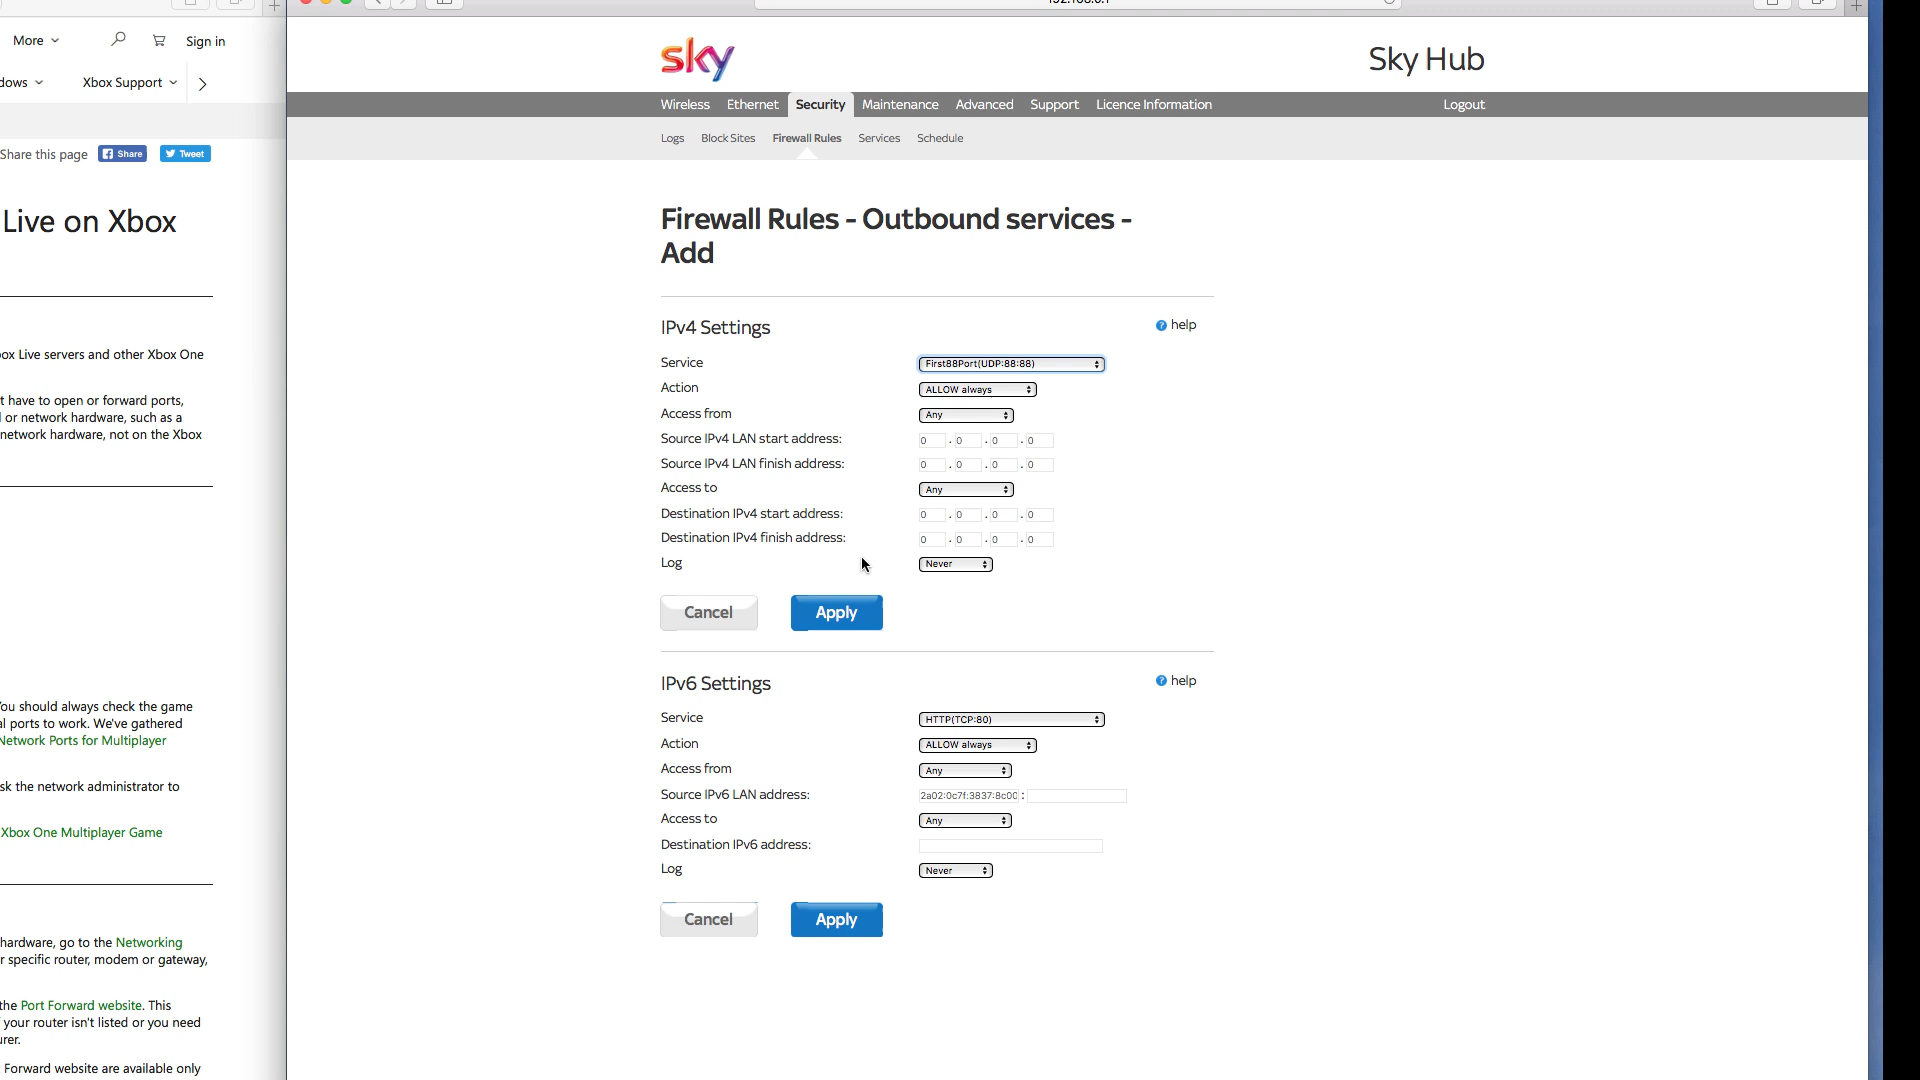 More
Sign in
dows
Xbox Support
Share this page
Share
Tweet
Live on Xbox
ox Live servers and other Xbox One
t have to open or forward ports,
l or network hardware, such as a
network hardware, not on the Xbox
You should always check the game
al ports to work. We've gathered
Network Ports for Multiplayer
sk the network administrator to
Xbox One Multiplayer Game
hardware, go to the Networking
r specific router, modem or gateway,
the Port Forward website. This
your router isn't listed or you need
urer.
Forward website are available only
sky
Sky Hub
Wireless Ethernet Security Maintenance Advanced Support Licence Information Logout
Logs Block Sites Firewall Rules Services Schedule
Firewall Rules - Outbound services -
Add
IPv4 Settings
help
Service First88Port(UDP:88:88)
Action ALLOW always
Access from Any
Source IPv4 LAN start address: 0 . 0 . 0 . 0
Source IPv4 LAN finish address: 0 . 0 . 0 . 0
Access to Any
Destination IPv4 start address: 0 . 0 . 0 . 0
Destination IPv4 finish address: 0 . 0 . 0 . 0
Log Never
Cancel Apply
IPv6 Settings
help
Service HTTP(TCP:80)
Action ALLOW always
Access from Any
Source IPv6 LAN address: 2a02:0c7f:3837:8c00 :
Access to Any
Destination IPv6 address:
Log Never
Cancel Apply